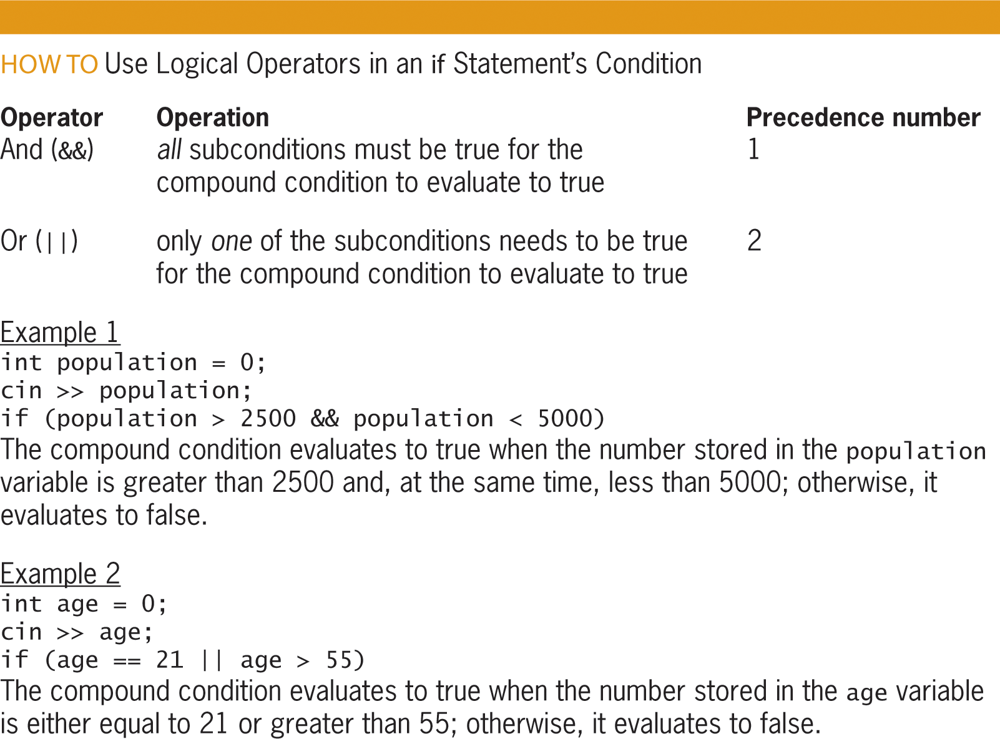 HOW TO Use Logical Operators in an if Statement’s Condition
Operator Operation Precedence number
And (&&) all subconditions must be true for the 1
compound condition to evaluate to true
Or (||) only one of the subconditions needs to be true 2
for the compound condition to evaluate to true
Example 1
int population = 0;
cin >> population;
if (population > 2500 && population < 5000)
The compound condition evaluates to true when the number stored in the population
variable is greater than 2500 and, at the same time, less than 5000; otherwise, it
evaluates to false.
Example 2
int age = 0;
cin >> age;
if (age == 21 || age > 55)
The compound condition evaluates to true when the number stored in the age variable
is either equal to 21 or greater than 55; otherwise, it evaluates to false.